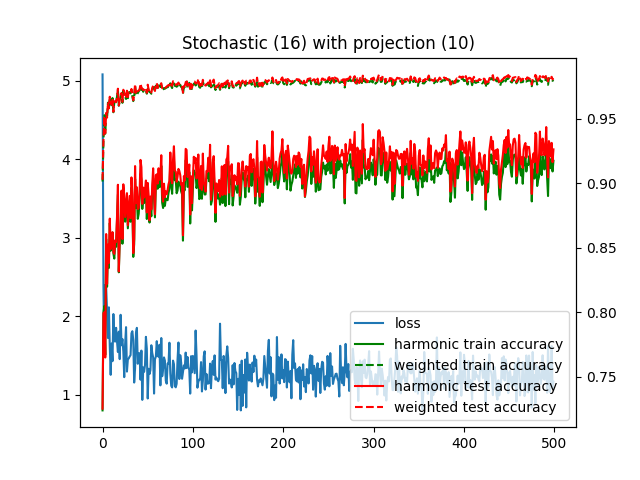 Stochastic (16) with projection (10)
5
4
3
2
1
0.95
0.90
0.85
0.80
0.75
loss
harmonic train accuracy
weighted train accuracy
harmonic test accuracy
weighted test accuracy
0 100 200 300 400 500